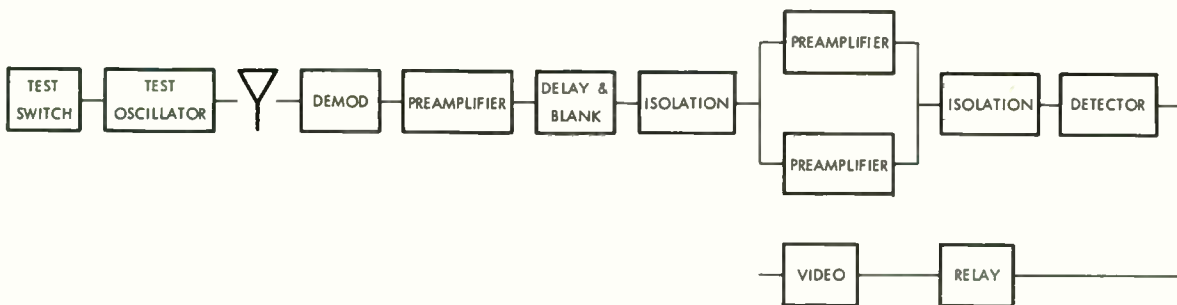 TEST
SWITCH
TEST
OSCILLATOR
DEMOD
PREAMPLIFIER
DELAY &
BLANK
ISOLATION
PREAMPLIFIER
PREAMPLIFIER
ISOLATION
DETECTOR
VIDEO
RELAY